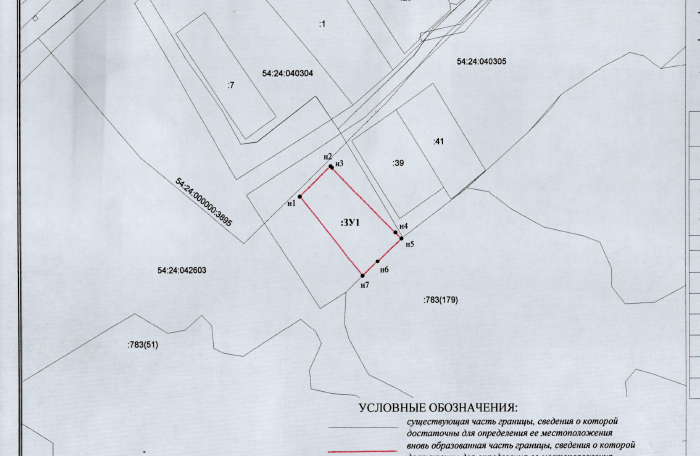 :1
54:24:040305
54:24:040304
:7
:41
:39
н2
н3
54:24:000000:3895
н1
:ЗУ1
н4
н5
54:24:042603
н6
н7
:783(179)
:783(51)
УСЛОВНЫЕ ОБОЗНАЧЕНИЯ:
существующая часть границы, сведения о которой
достаточны для определения ее местоположения
вновь образованная часть границы, сведения о которой